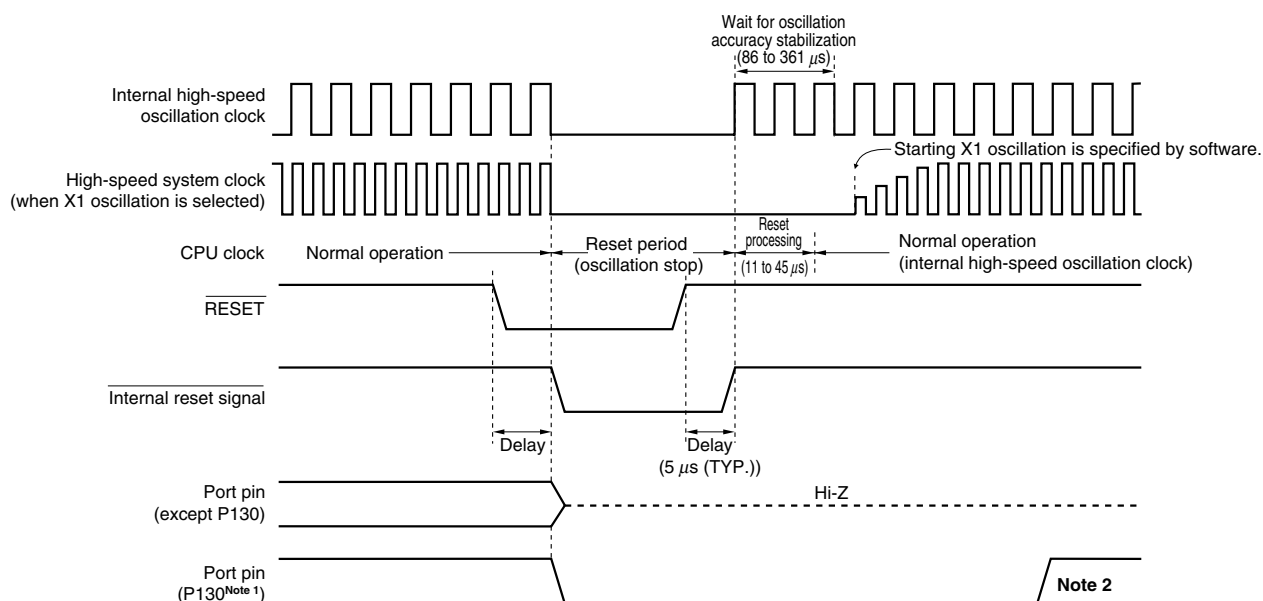 Wait for oscillation
accuracy stabilization
(86 to 361 μs)
Internal high-speed
oscillation clock
Starting X1 oscillation is specified by software.
High-speed system clock
(when X1 oscillation is selected)
CPU clock
Normal operation
Reset period
(oscillation stop)
Reset
processing
(11 to 45 μs)
Normal operation
(internal high-speed oscillation clock)
RESET
Internal reset signal
Delay
Delay
(5 μs (TYP.))
Port pin
(except P130)
Hi-Z
Port pin
(P130Note 1)
Note 2